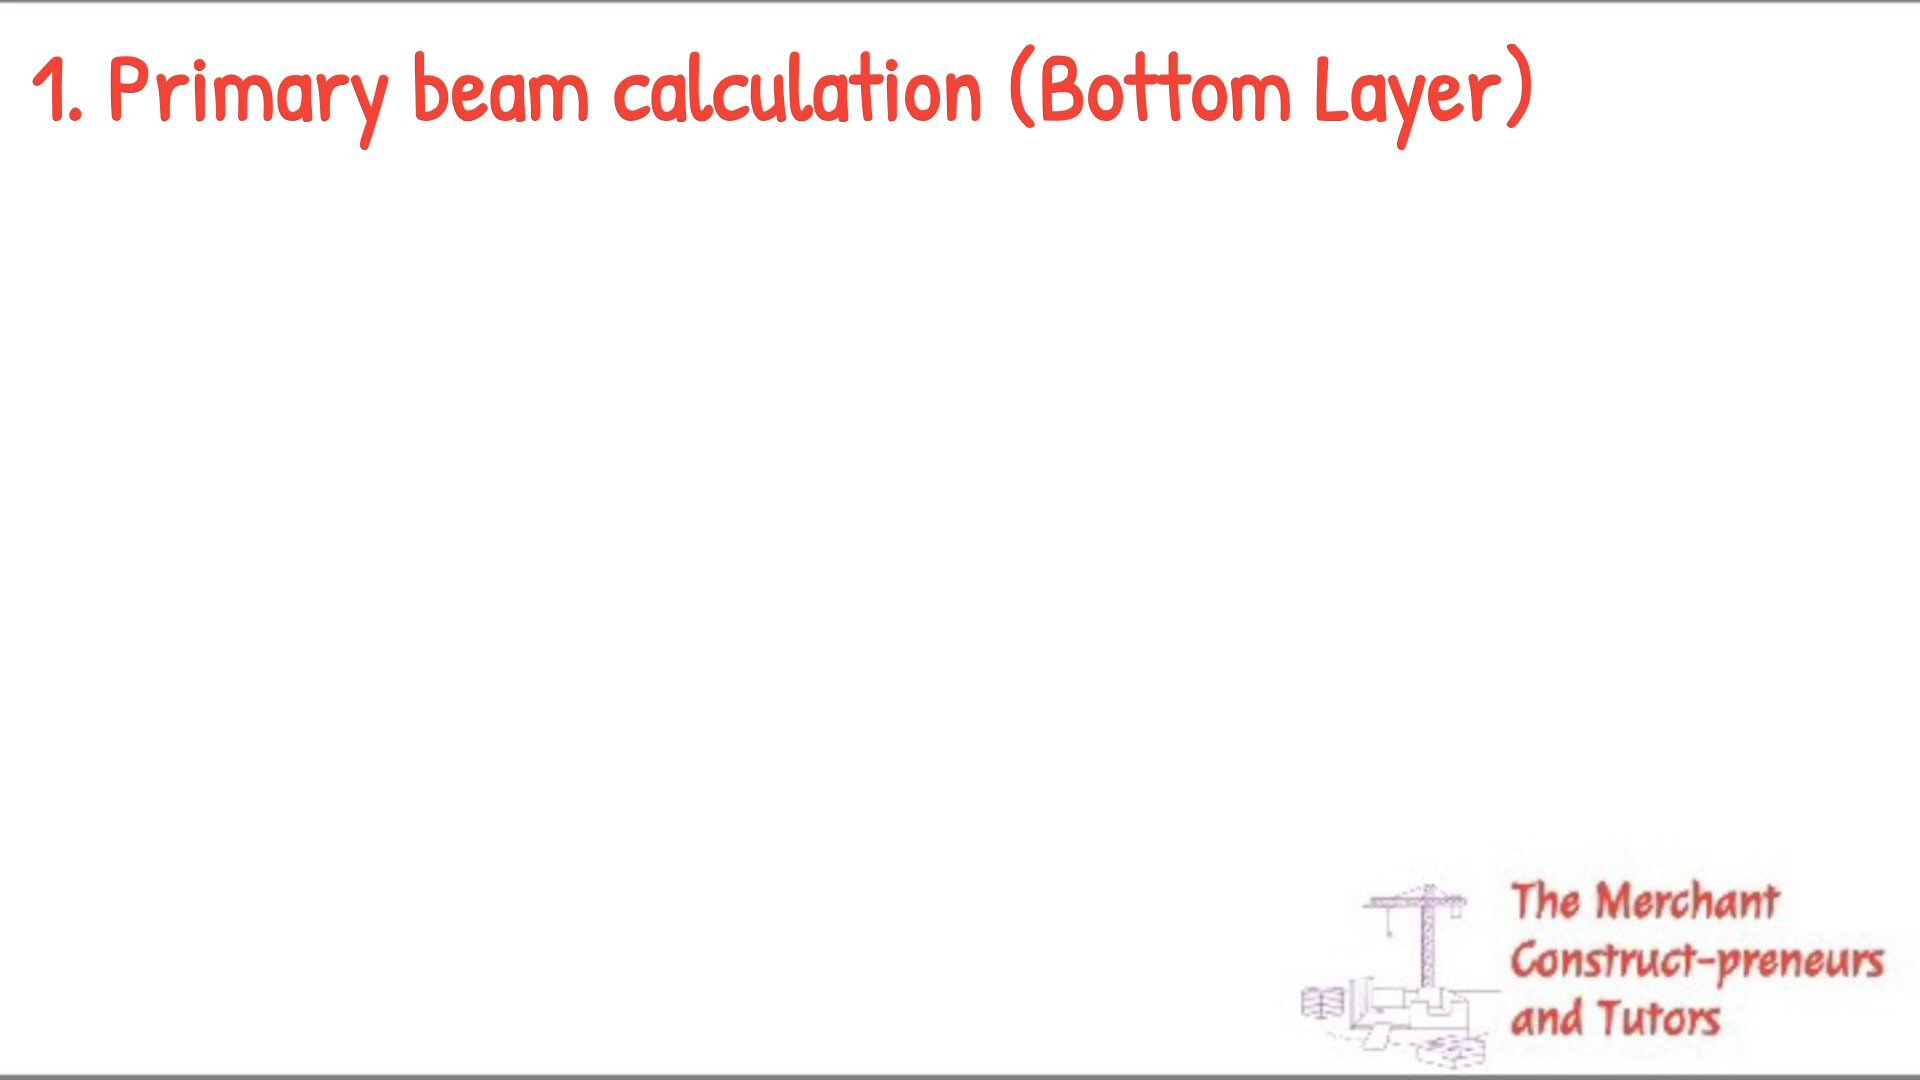 1. Primary beam calculation (Bottom Layer)
The Merchant
Construct-preneurs
and Tutors